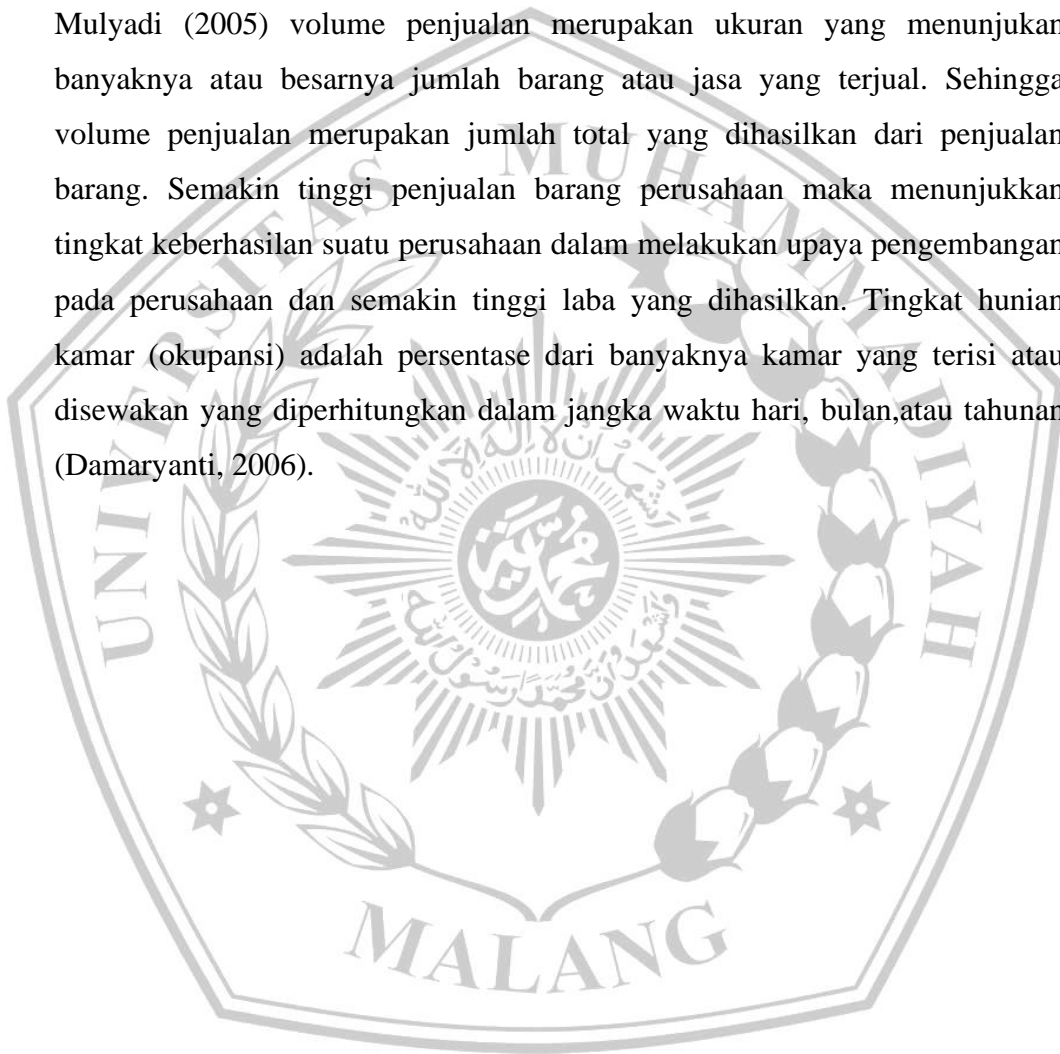 Mulyadi (2005) volume penjualan merupakan ukuran yang menunjukan
banyaknya atau besarnya jumlah barang atau jasa yang terjual. Sehingga
volume penjualan merupakan jumlah total yang dihasilkan dari penjualan
barang. Semakin tinggi penjualan barang perusahaan maka menunjukkan
tingkat keberhasilan suatu perusahaan dalam melakukan upaya pengembangan
pada perusahaan dan semakin tinggi laba yang dihasilkan. Tingkat hunian
kamar (okupansi) adalah persentase dari banyaknya kamar yang terisi atau
disewakan yang diperhitungkan dalam jangka waktu hari, bulan,atau tahunan
(Damaryanti, 2006).
UNIVERSITAS MUHAMMADIYAH
MALANG